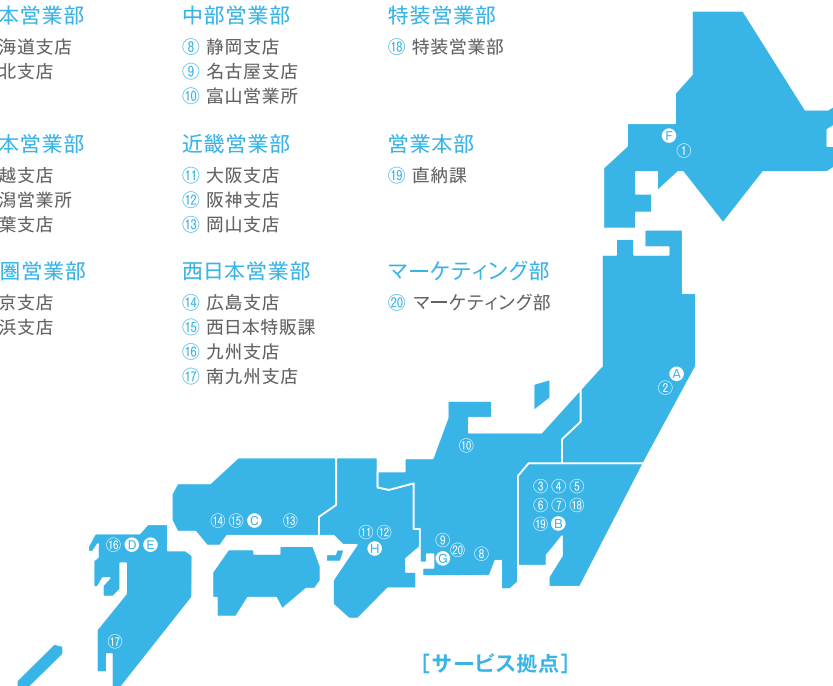 本営業部
海道支店
北支店
本営業部
越支店
潟営業所
葉支店
圏営業部
京支店
浜支店
中部営業部
⑧ 静岡支店
⑨ 名古屋支店
⑩ 富山営業所
近畿営業部
⑪ 大阪支店
⑫ 阪神支店
⑬ 岡山支店
西日本営業部
⑭ 広島支店
⑮ 西日本特販課
⑯ 九州支店
⑰ 南九州支店
特装営業部
⑱ 特装営業部
営業本部
⑲ 直納課
マーケティング部
⑳ マーケティング部
F
①
A
②
⑩
③ ④ ⑤
⑥ ⑦ ⑱
⑲ B
⑭ ⑮ C ⑬
⑪ ⑫
H
⑨
⑳ ⑧
G
⑯ D E
⑰
[サービス拠点]